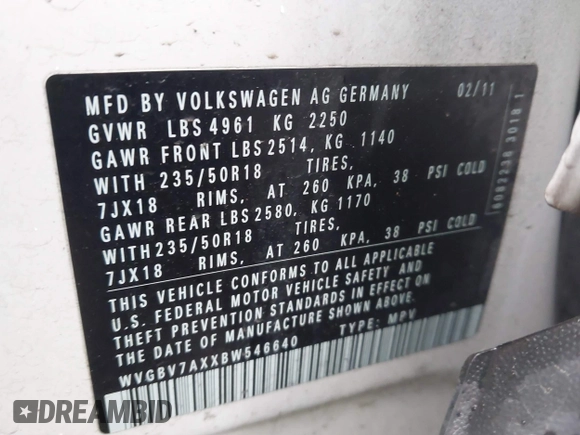 MFD BY VOLKSWAGEN AG GERMANY 02/11
GVWR LBS 4961 KG 2250
GAWR FRONT LBS 2514, KG 1140
WITH 235/50R18 TIRES,
7JX18 RIMS, AT 260 KPA, 38 PSI COLD
GAWR REAR LBS 2580, KG 1170
WITH 235/50R18 TIRES,
7JX18 RIMS, AT 260 KPA, 38 PSI COLD
THIS VEHICLE CONFORMS TO ALL APPLICABLE
U.S. FEDERAL MOTOR VEHICLE SAFETY AND
THEFT PREVENTION STANDARDS IN EFFECT ON
DATE OF MANUFACTURE SHOWN ABOVE.
WVGBV7AXXBW546640 TYPE: MPV
DREAMBID